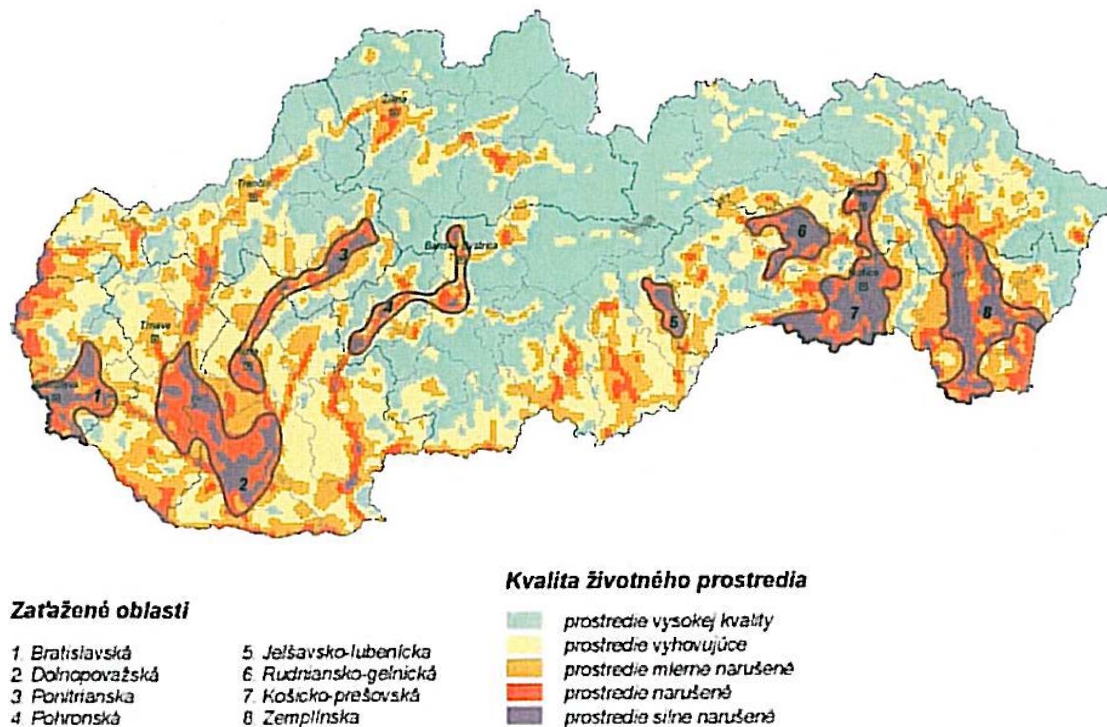 Žilina
Trenčín
Banská Bystrica
Trnava
3
4
5
6
7
8
1
2
Zaťažené oblasti
1. Bratislavská
2. Dolnopovažská
3. Ponitrianska
4. Pohronská
5. Jelšavsko-lubenícka
6. Rudniansko-gelnická
7. Košicko-prešovská
8. Zemplínska
Kvalita životného prostredia
prostredie vysokej kvality
prostredie vyhovujúce
prostredie mierne narušené
prostredie narušené
prostredie silne narušené